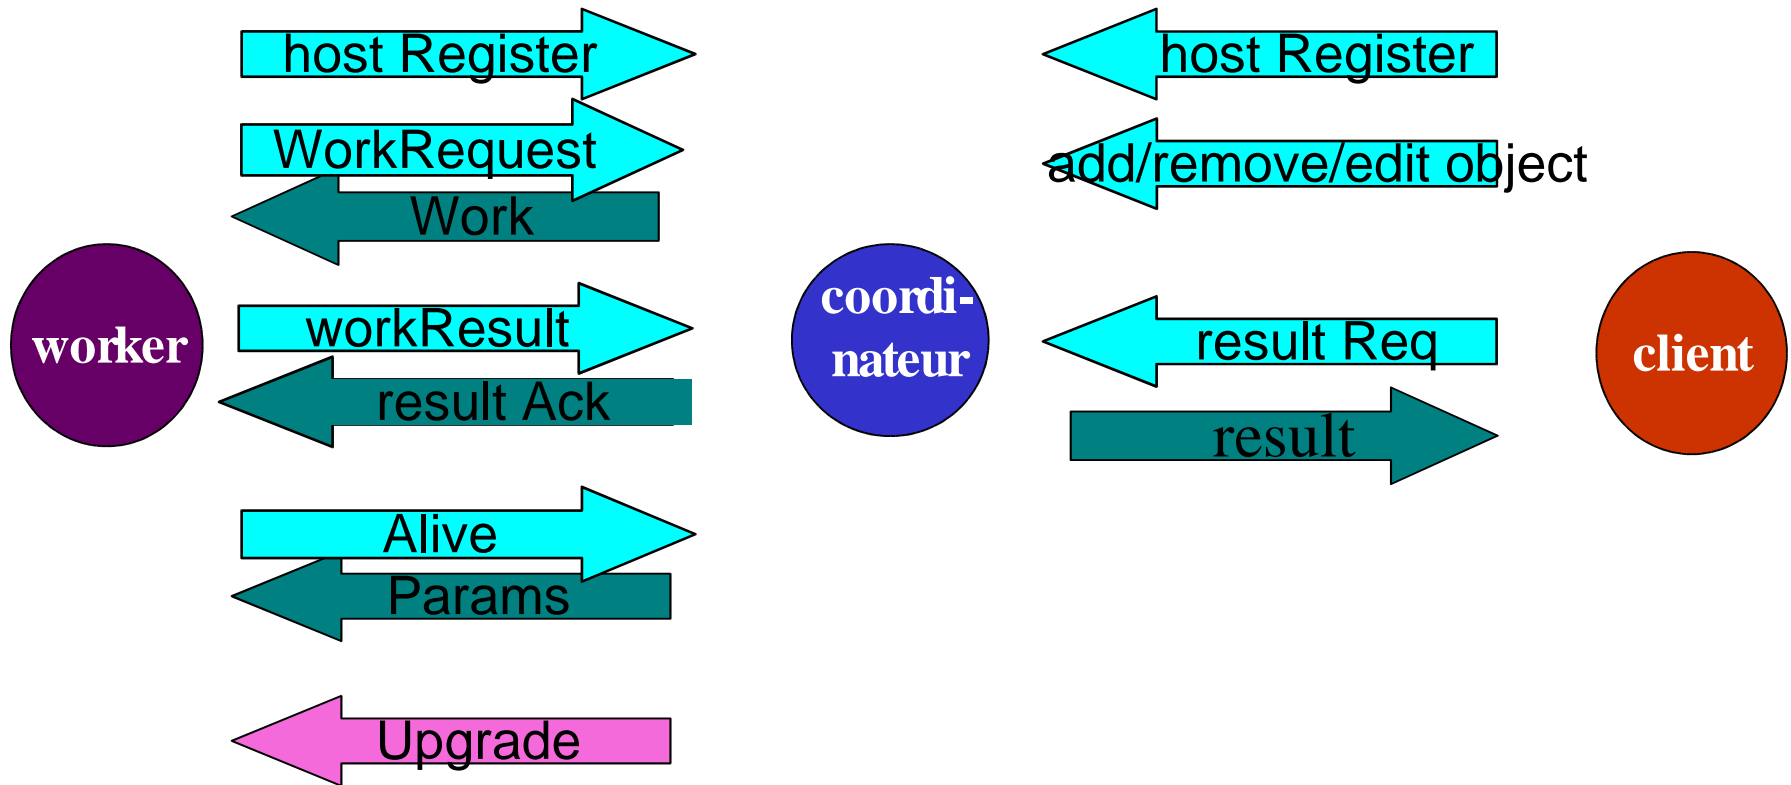 host Register
host Register
WorkRequest
add/remove/edit object
Work
worker
workResult
result Ack
coordi-
nateur
result Req
result
client
Alive
Params
Upgrade